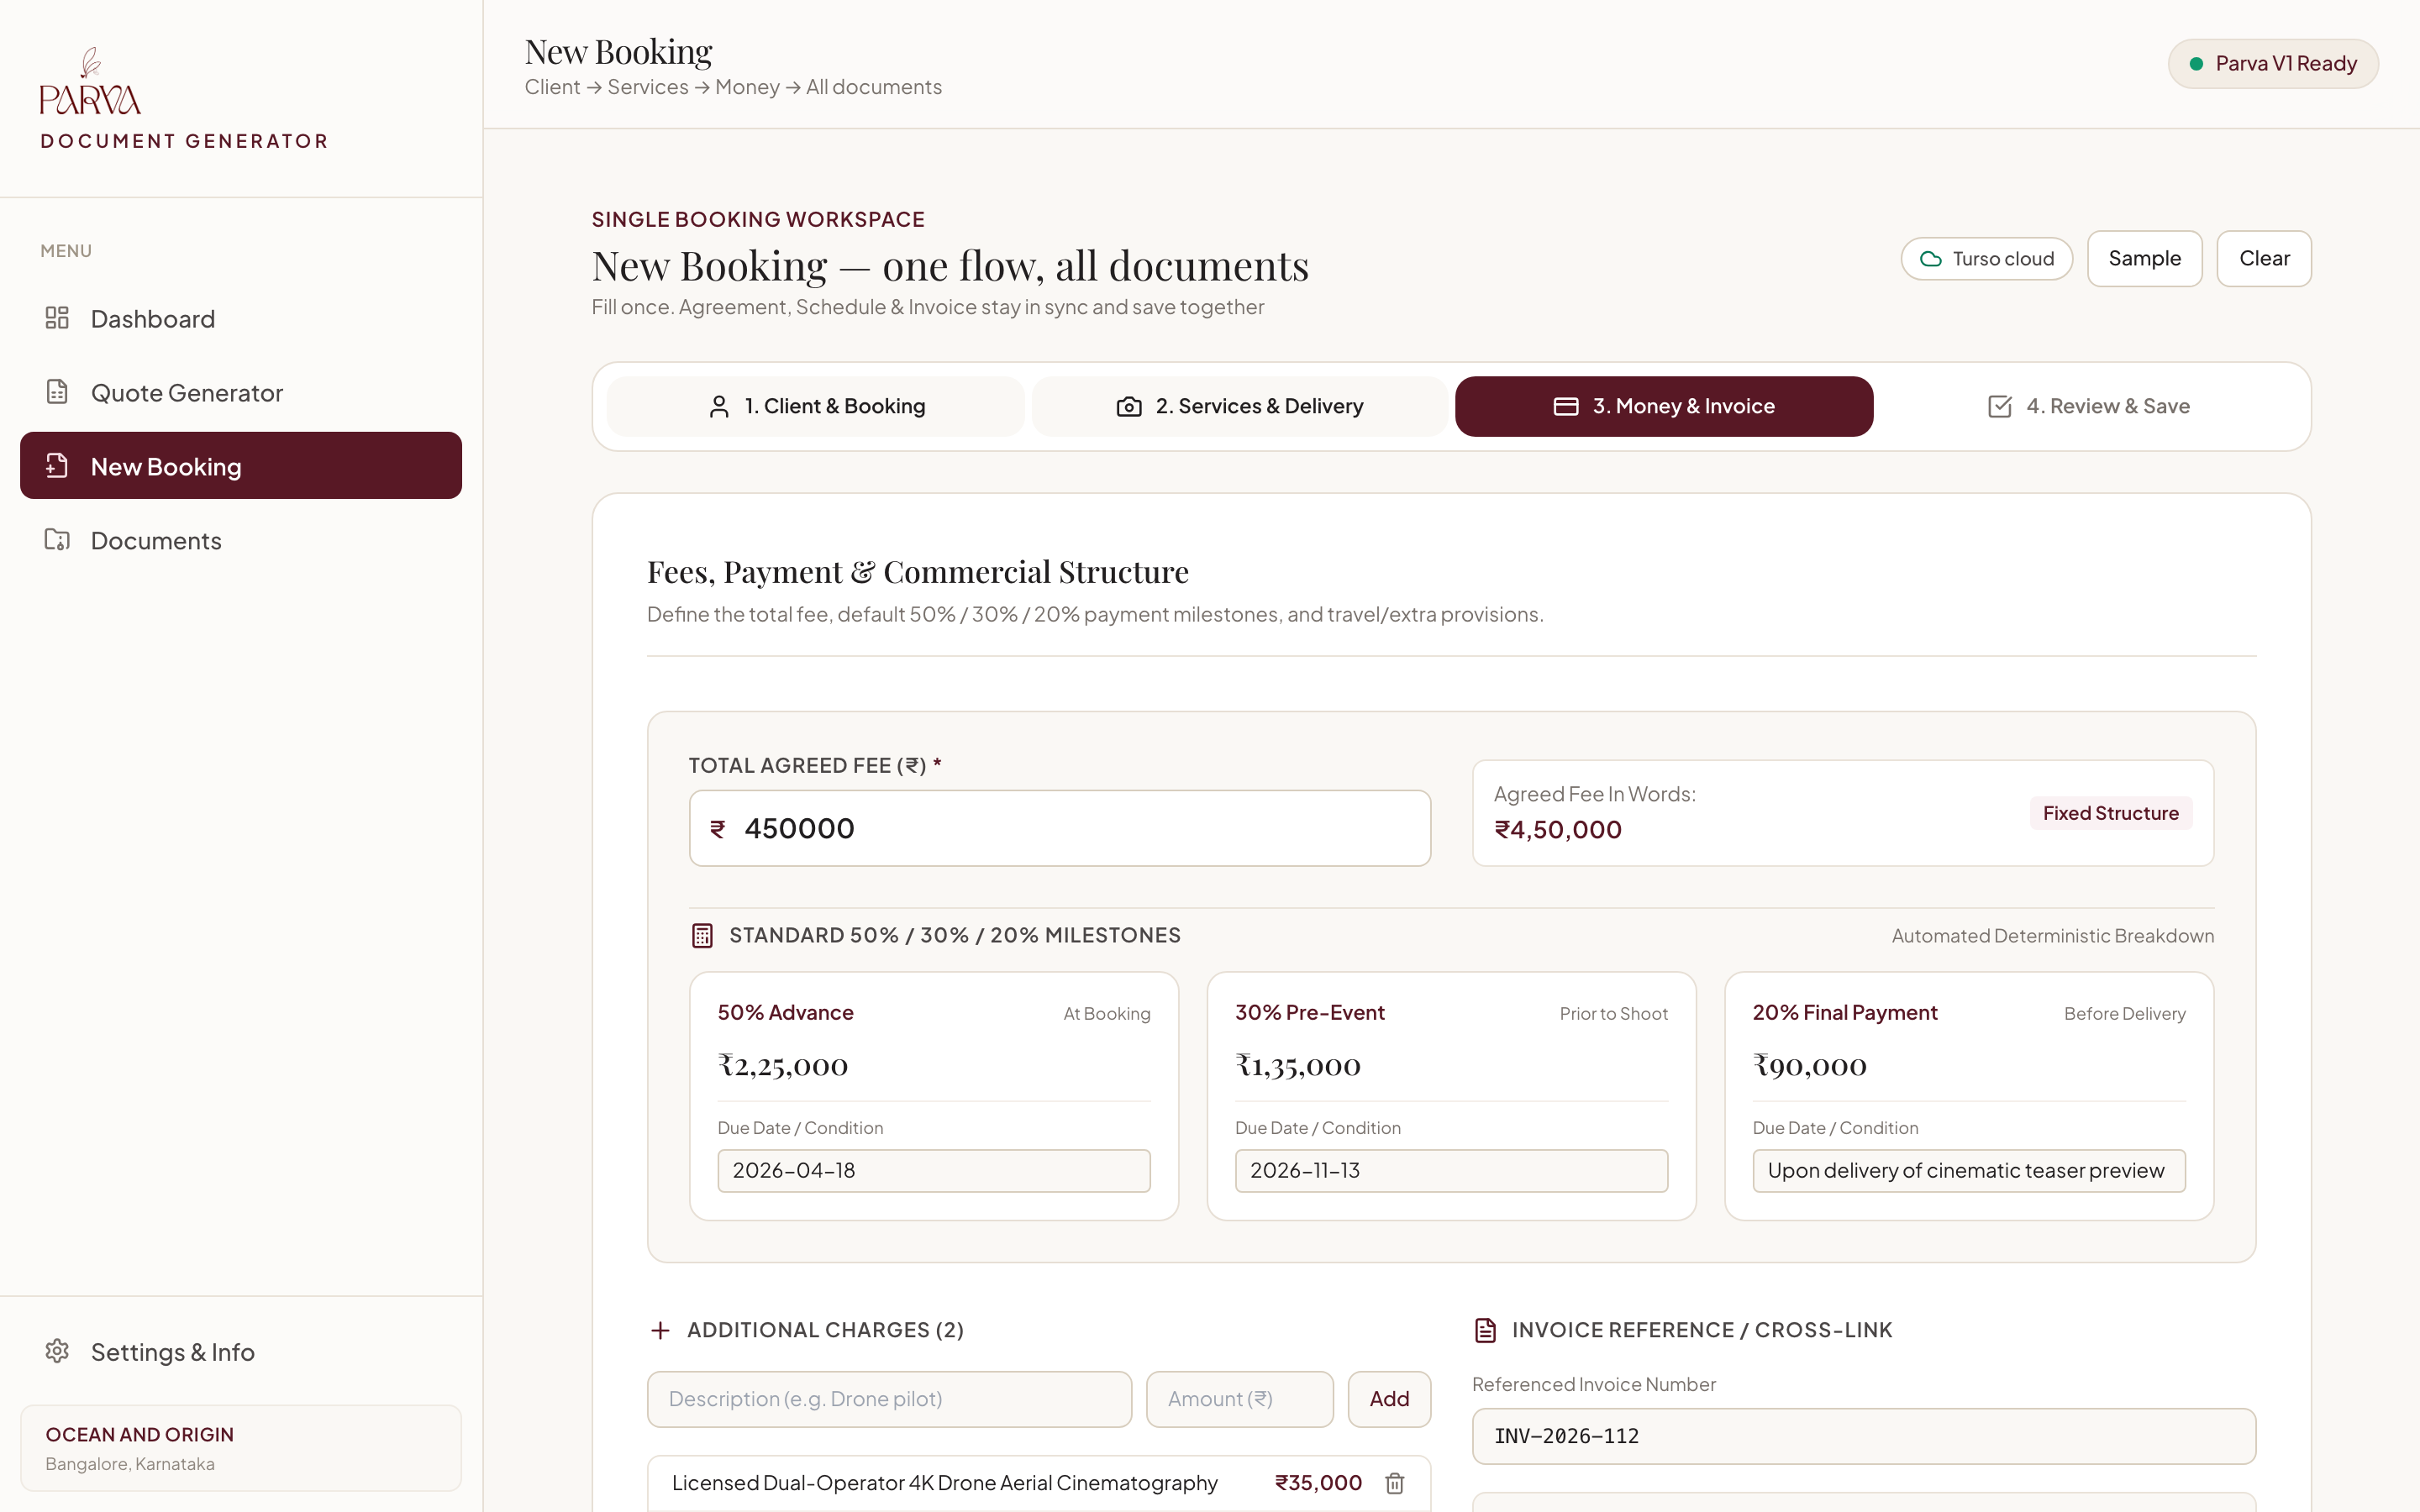 PARVA
DOCUMENT GENERATOR
MENU
Dashboard
Quote Generator
New Booking
Documents
Settings & Info
OCEAN AND ORIGIN
Bangalore, Karnataka
New Booking
Client → Services → Money → All documents
Parva V1 Ready
SINGLE BOOKING WORKSPACE
New Booking — one flow, all documents
Fill once. Agreement, Schedule & Invoice stay in sync and save together
Turso cloud
Sample
Clear
1. Client & Booking
2. Services & Delivery
3. Money & Invoice
4. Review & Save
Fees, Payment & Commercial Structure
Define the total fee, default 50% / 30% / 20% payment milestones, and travel/extra provisions.
TOTAL AGREED FEE (₹) *
₹ 450000
Agreed Fee In Words:
₹4,50,000
Fixed Structure
STANDARD 50% / 30% / 20% MILESTONES
Automated Deterministic Breakdown
50% Advance
At Booking
₹2,25,000
Due Date / Condition
2026-04-18
30% Pre-Event
Prior to Shoot
₹1,35,000
Due Date / Condition
2026-11-13
20% Final Payment
Before Delivery
₹90,000
Due Date / Condition
Upon delivery of cinematic teaser preview
ADDITIONAL CHARGES (2)
Description (e.g. Drone pilot)
Amount (₹)
Add
Licensed Dual-Operator 4K Drone Aerial Cinematography
₹35,000
INVOICE REFERENCE / CROSS-LINK
Referenced Invoice Number
INV-2026-112